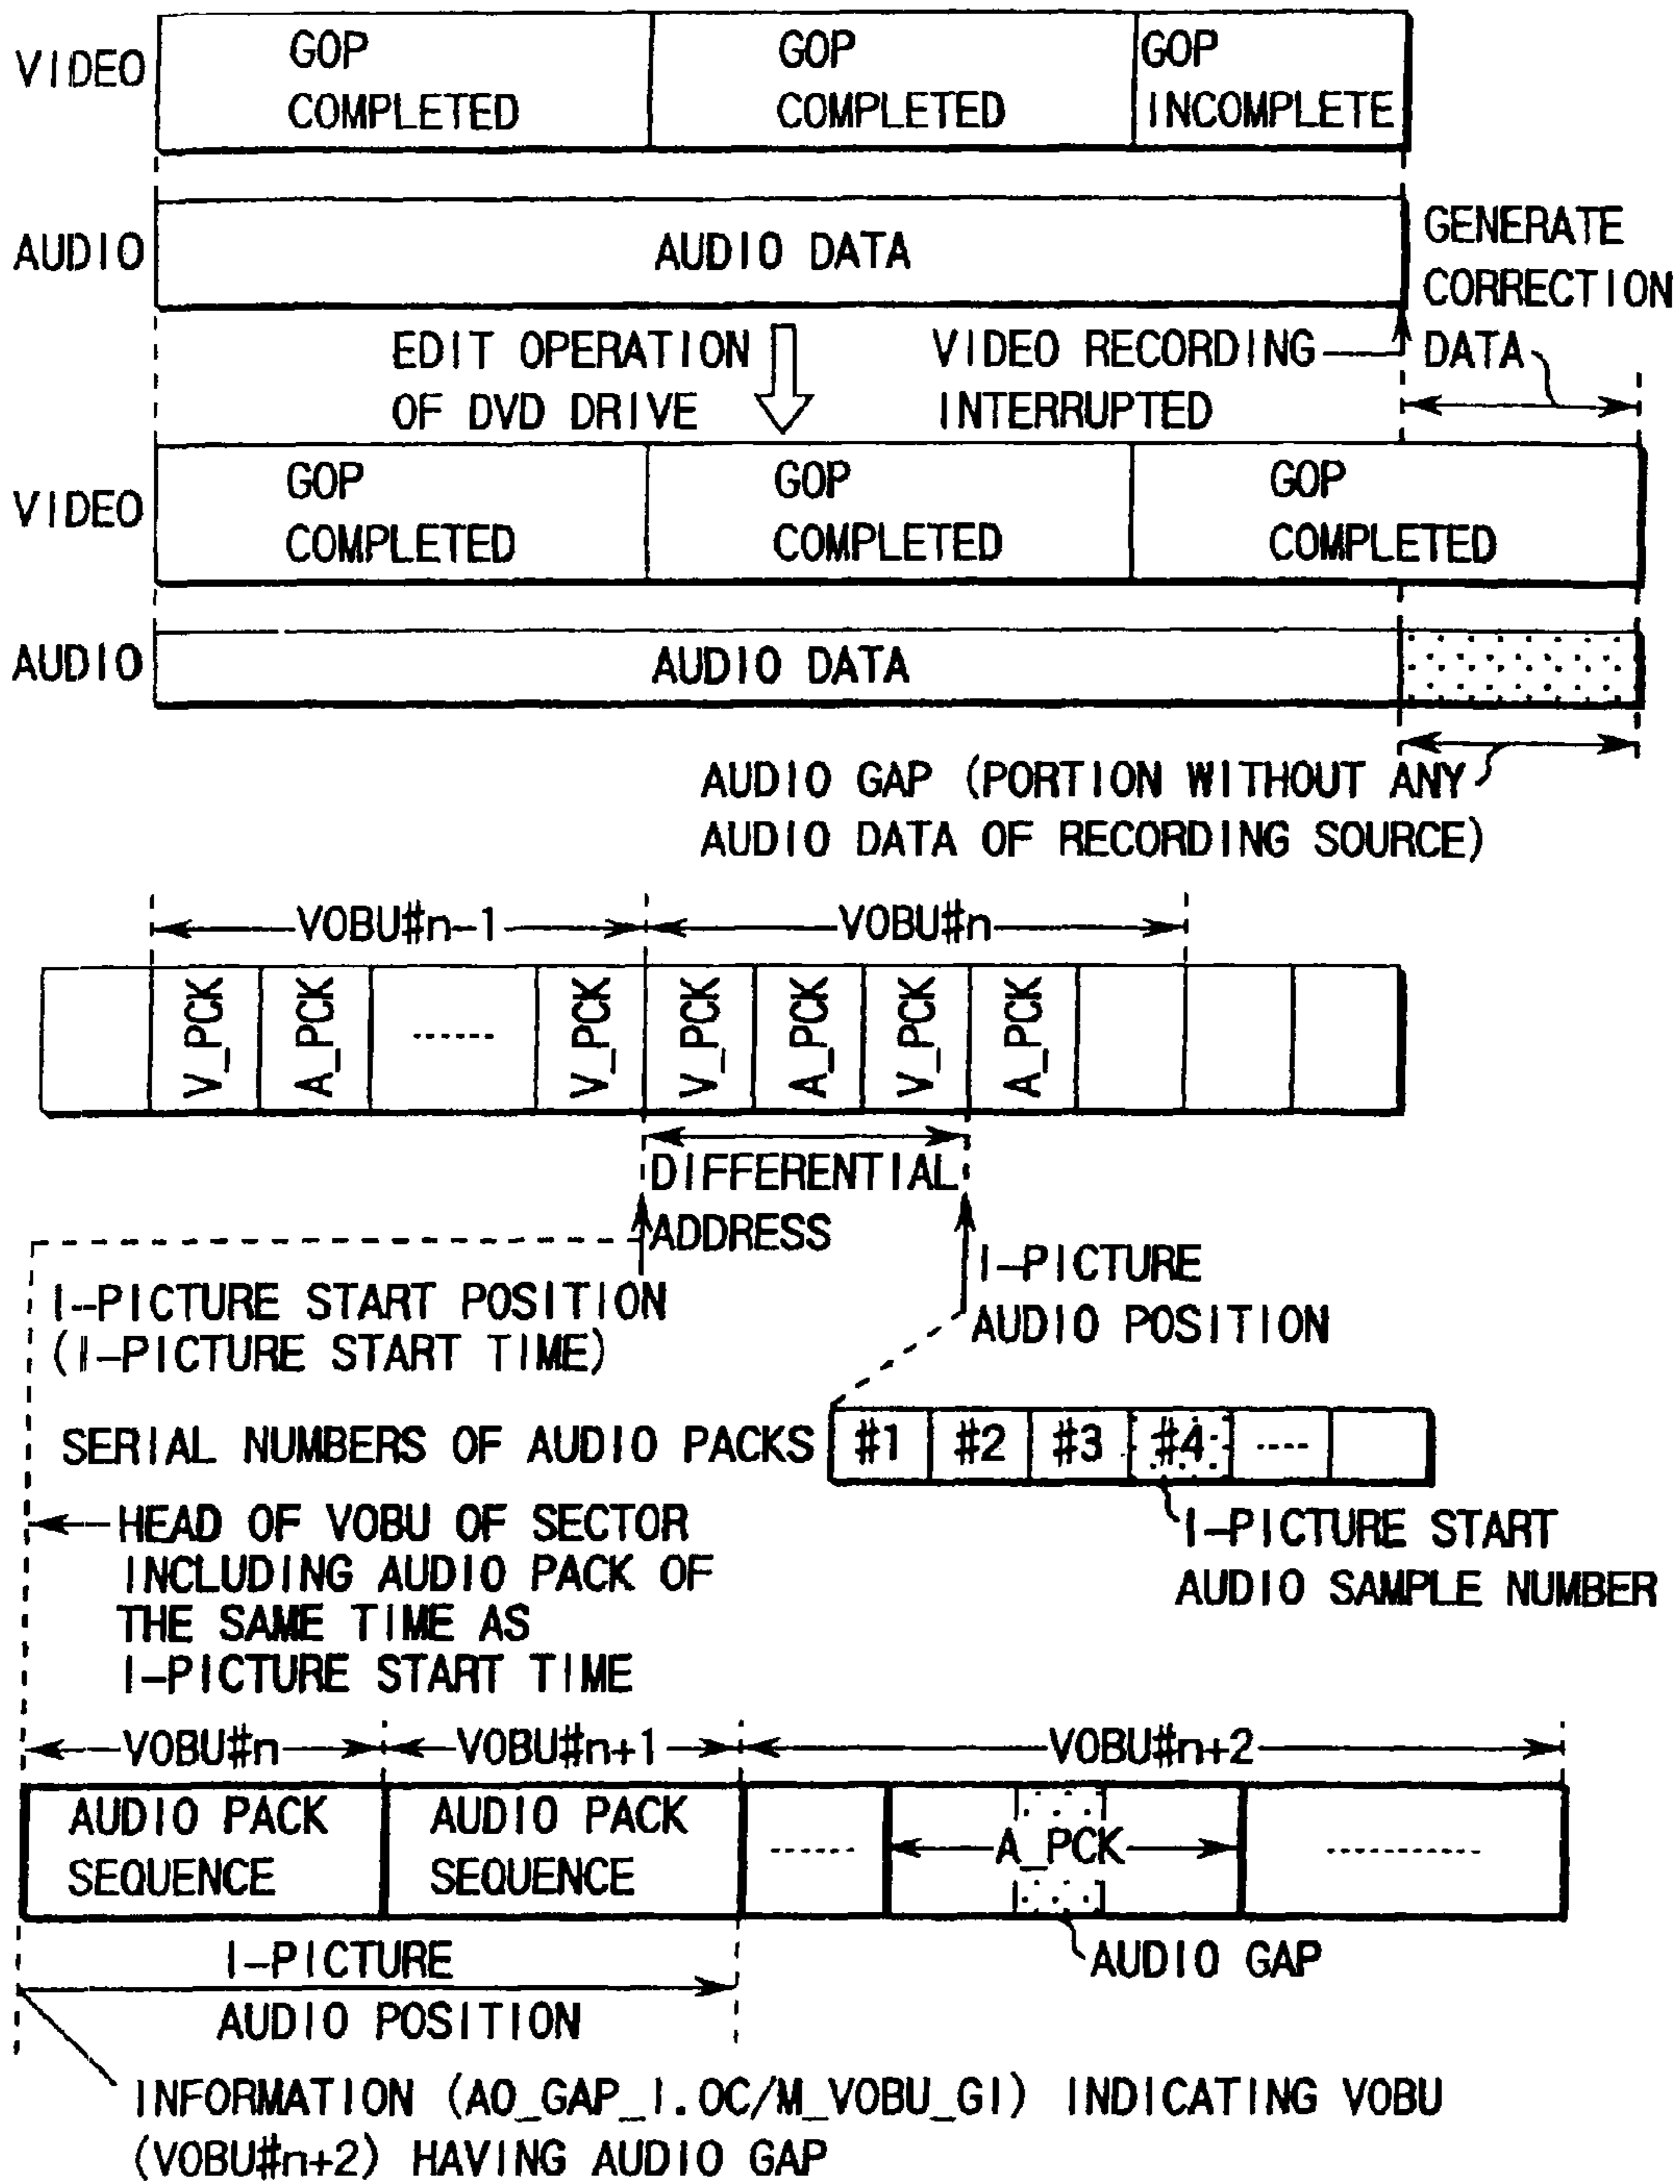 VIDEO
GOP
COMPLETED
GOP
COMPLETED
GOP
INCOMPLETE
AUDIO
AUDIO DATA
GENERATE
CORRECTION
DATA
EDIT OPERATION
OF DVD DRIVE
VIDEO RECORDING
INTERRUPTED
VIDEO
GOP
COMPLETED
GOP
COMPLETED
GOP
COMPLETED
AUDIO
AUDIO DATA
AUDIO GAP (PORTION WITHOUT ANY
AUDIO DATA OF RECORDING SOURCE)
VOBU#n-1
VOBU#n
V_PCK
A_PCK
V_PCK
V_PCK
A_PCK
V_PCK
A_PCK
DIFFERENTIAL
ADDRESS
I-PICTURE START POSITION
(I-PICTURE START TIME)
I-PICTURE
AUDIO POSITION
SERIAL NUMBERS OF AUDIO PACKS
#1
#2
#3
#4
I-PICTURE START
AUDIO SAMPLE NUMBER
HEAD OF VOBU OF SECTOR
INCLUDING AUDIO PACK OF
THE SAME TIME AS
I-PICTURE START TIME
VOBU#n
VOBU#n+1
VOBU#n+2
AUDIO PACK
SEQUENCE
AUDIO PACK
SEQUENCE
A_PCK
AUDIO GAP
I-PICTURE
AUDIO POSITION
INFORMATION (A0_GAP_I.OC/M_VOBU_GI) INDICATING VOBU
(VOBU#n+2) HAVING AUDIO GAP